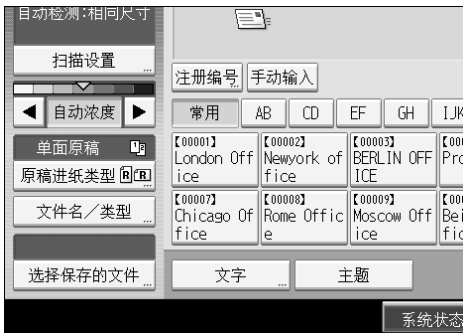 自动检测:相同尺寸
扫描设置
注册编号 手动输入
自动浓度
常用 AB CD EF GH IJK
单面原稿
【00001】 【00002】 【00003】
London Off Newyork of BERLIN OFF
ice fice ICE
原稿进纸类型
【00007】 【00008】 【00009】
文件名／类型
Chicago Of Rome Offic Moscow Off
fice e ice
选择保存的文件
文字 主题
系统状态